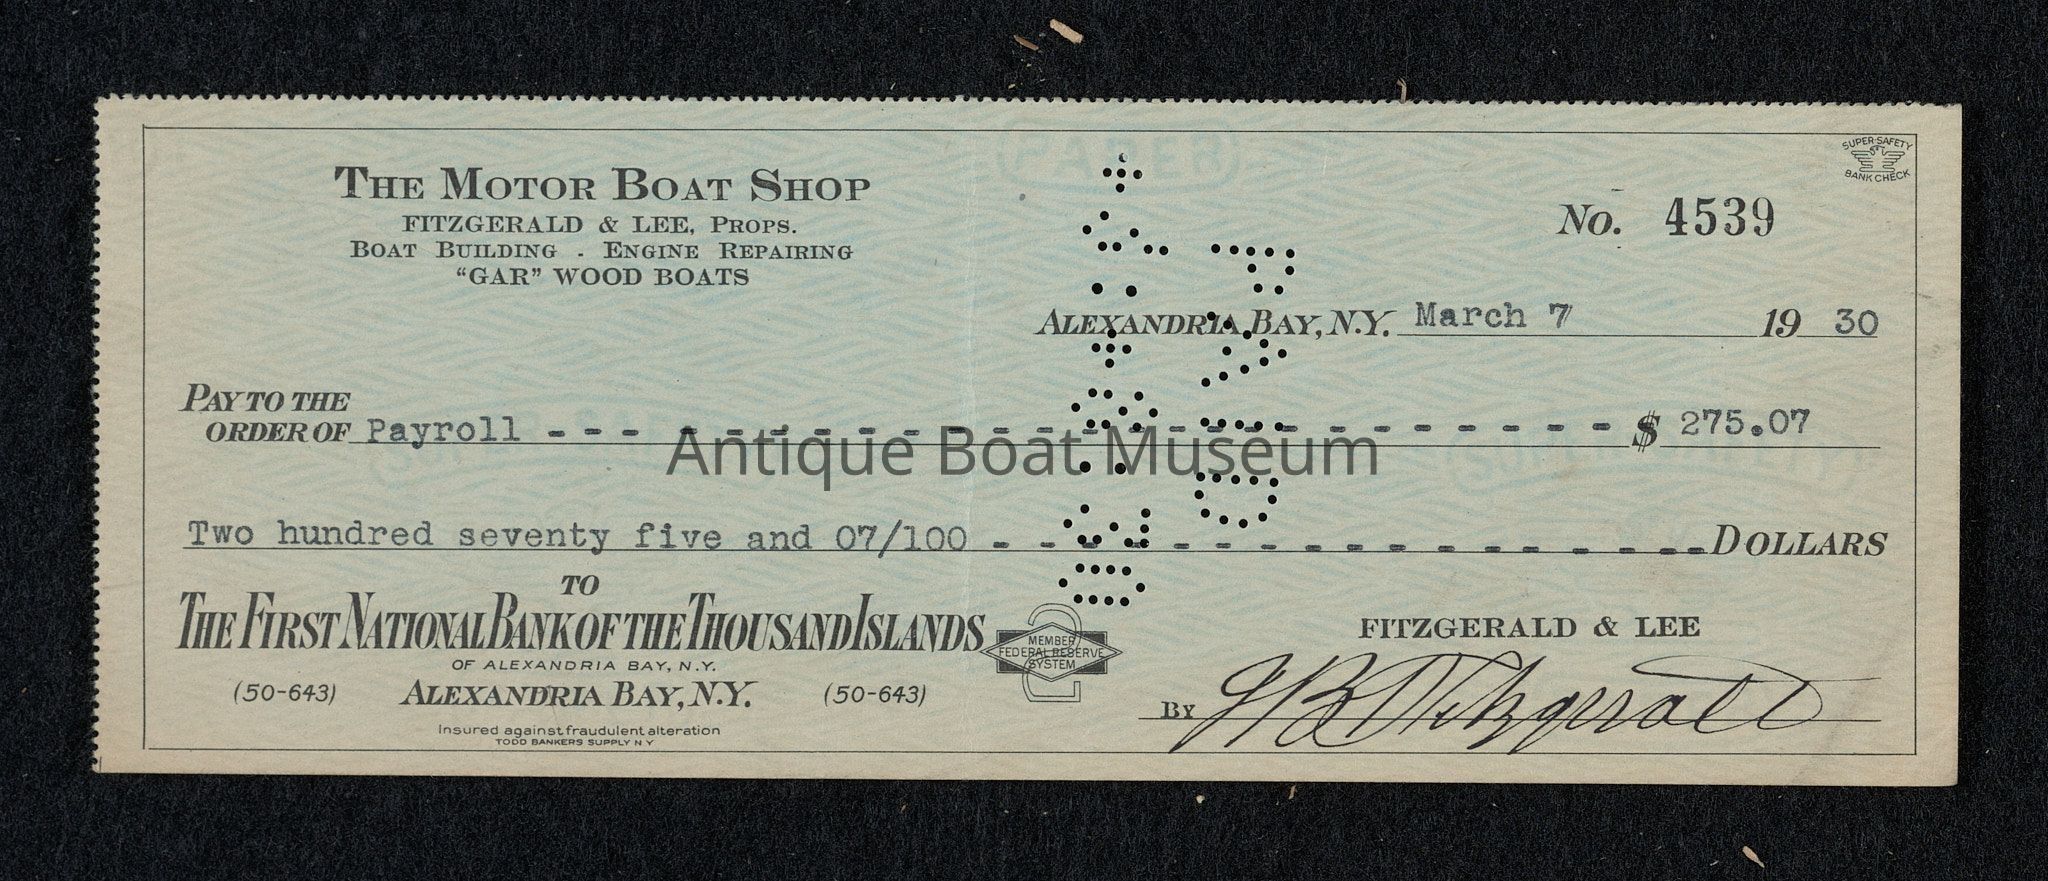 THE MOTOR BOAT SHOP
FITZGERALD & LEE, PROPS.
BOAT BUILDING - ENGINE REPAIRING
"GAR" WOOD BOATS
SUPER-SAFETY
BANK CHECK
No. 4539
ALEXANDRIA BAY, N.Y. March 7 19 30
PAY TO THE
ORDER OF Payroll - - - - - - - - - - - - - - - - - - - - - - - - - $ 275.07
Antique Boat Museum
Two hundred seventy five and 07/100 - - - - - - - - - - - - - - - - - DOLLARS
TO
THE FIRST NATIONAL BANK OF THE THOUSAND ISLANDS
OF ALEXANDRIA BAY, N.Y.
(50-643) ALEXANDRIA BAY, N.Y. (50-643)
Insured against fraudulent alteration
TODD BANKERS SUPPLY N Y
2
MEMBER
FEDERAL RESERVE
SYSTEM
FITZGERALD & LEE
BY J B Fitzgerald